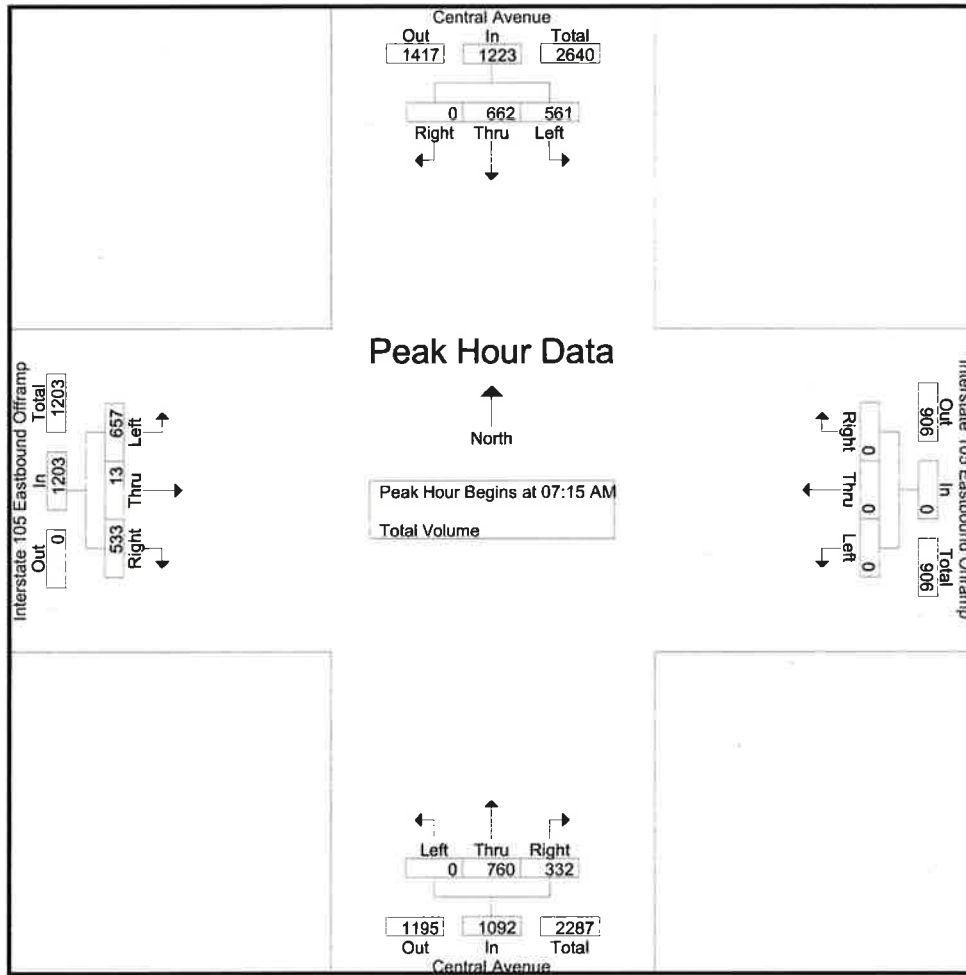 Central Avenue
Out In Total
1417 1223 2640
0 662 561
Right Thru Left
Peak Hour Data
North
Peak Hour Begins at 07:15 AM
Total Volume
Interstate 105 Eastbound Offramp
Total In Out
1203 1203 0
657 13 533
Left Thru Right
Right Thru Left
0 0 0
Out In Total
906 0 906
Interstate 105 Eastbound
Left Thru Right
0 760 332
1195 1092 2287
Out In Total
Central Avenue